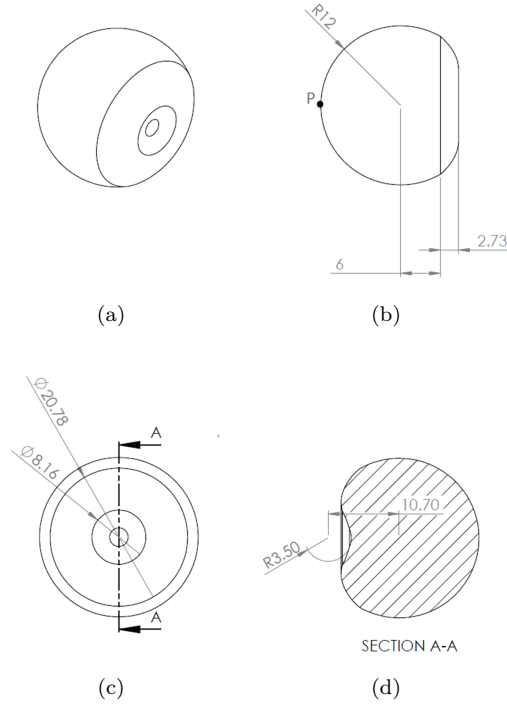 R12
P
2.73
6
(a)
(b)
Ø20.78
Ø8.16
A
A
10.70
R3.50
SECTION A-A
(c)
(d)